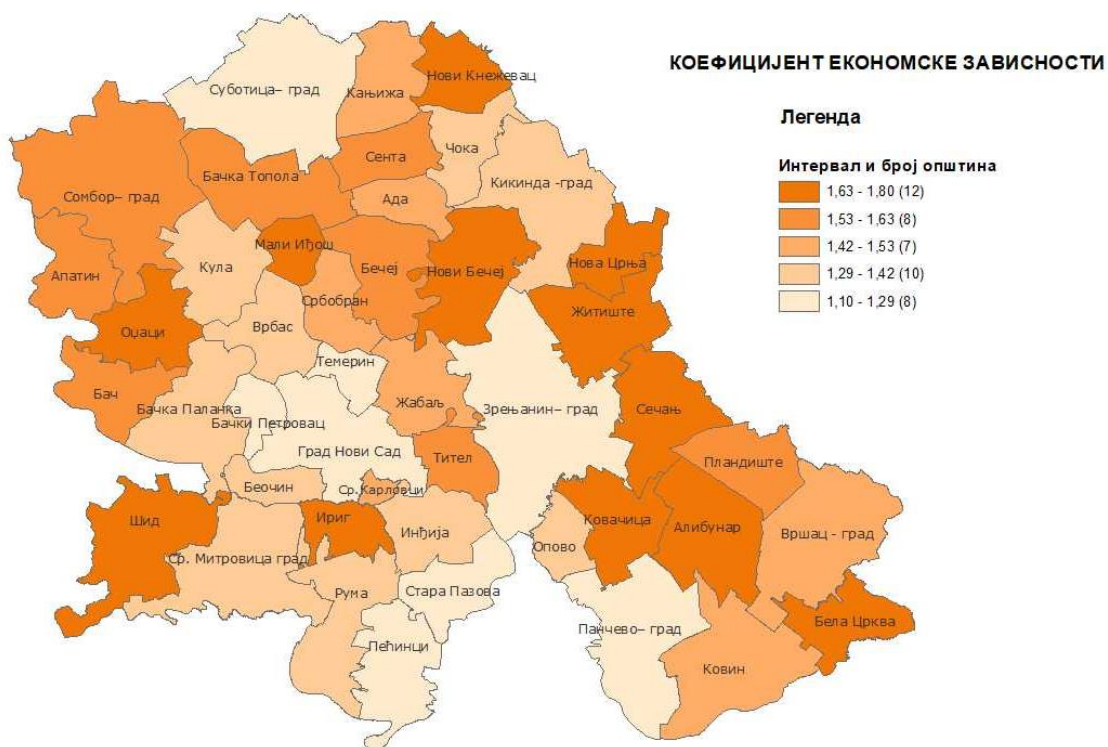 КОЕФИЦИЈЕНТ ЕКОНОМСКЕ ЗАВИСНОСТИ
Легенда
Интервал и број општина
1,63 - 1,80 (12)
1,53 - 1,63 (8)
1,42 - 1,53 (7)
1,29 - 1,42 (10)
1,10 - 1,29 (8)
Суботица– град
Кањижа
Нови Кнежевац
Чока
Сента
Бачка Топола
Кикинда -град
Сомбор– град
Ада
Мали Иђош
Кула
Бечеј
Нови Бечеј
Нова Црња
Апатин
Србобран
Житиште
Оџаци
Врбас
Темерин
Бач
Бачка Паланка
Жабаљ
Зрењанин– град
Сечањ
Бачки Петровац
Град Нови Сад
Тител
Пландиште
Беочин
Ср.Карловци
Шид
Ириг
Ковачица
Алибунар
Инђија
Опово
Вршац - град
Ср. Митровица град
Рума
Стара Пазова
Бела Црква
Панчево– град
Пећинци
Ковин